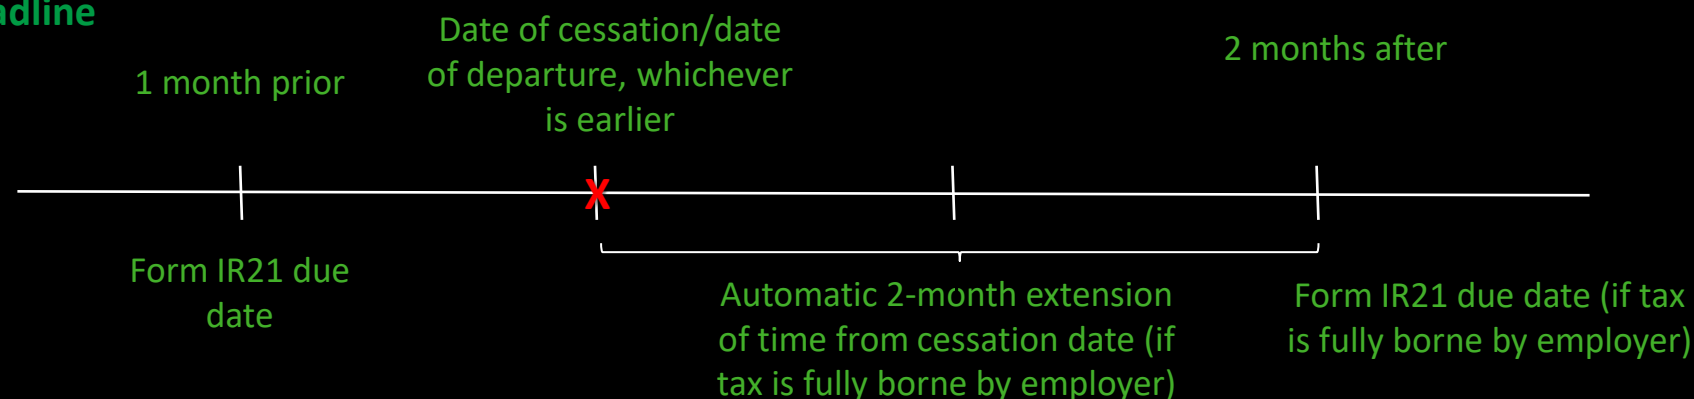 1 month prior
Date of cessation/date
of departure, whichever
is earlier
2 months after
X
Form IR21 due
date
Automatic 2-month extension
of time from cessation date (if
tax is fully borne by employer)
Form IR21 due date (if tax
is fully borne by employer)